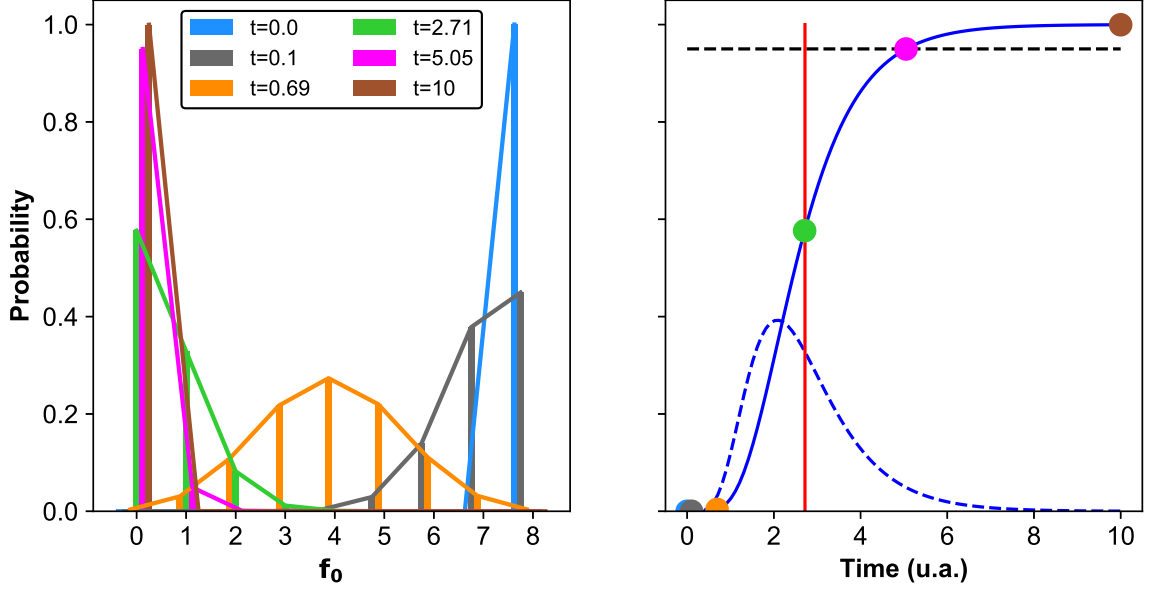 1.0
0.8
0.6
0.4
0.2
0.0
Probability
t=0.0
t=0.1
t=0.69
t=2.71
t=5.05
t=10
0 1 2 3 4 5 6 7 8
f₀
0 2 4 6 8 10
Time (u.a.)